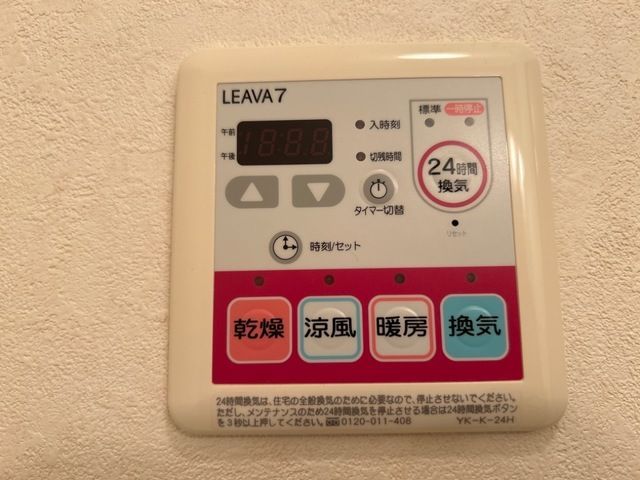 LEAVA7
標準 一時停止
午前
午後
18:88
入時刻
切残時間
24時間
換気
タイマー切替
リセット
時刻/セット
乾燥 涼風 暖房 換気
24時間換気は、住宅の全般換気のために必要なので、停止させないでください。
ただし、メンテナンスのため24時間換気を停止させる場合は24時間換気ボタン
を3秒以上押してください。 0120-011-408 YK-K-24H